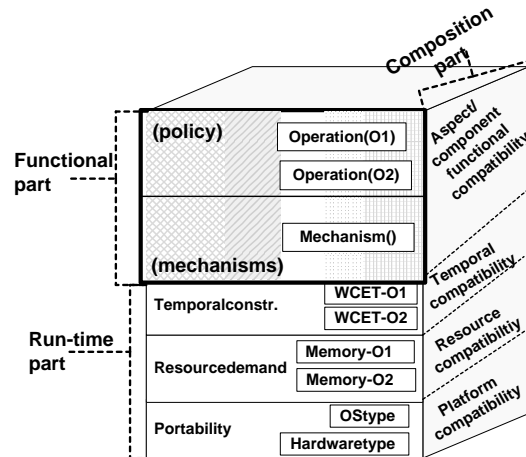 Composition
part
(policy)
Operation(O1)
Operation(O2)
Functional
part
Aspect/
component
functional
compatibility
Mechanism()
(mechanisms)
Temporalconstr.
WCET-O1
WCET-O2
Temporal
compatibility
Run-time
part
Resourcedemand
Memory-O1
Memory-O2
Resource
compatibiltiy
Portability
OStype
Hardwaretype
Platform
compatibility